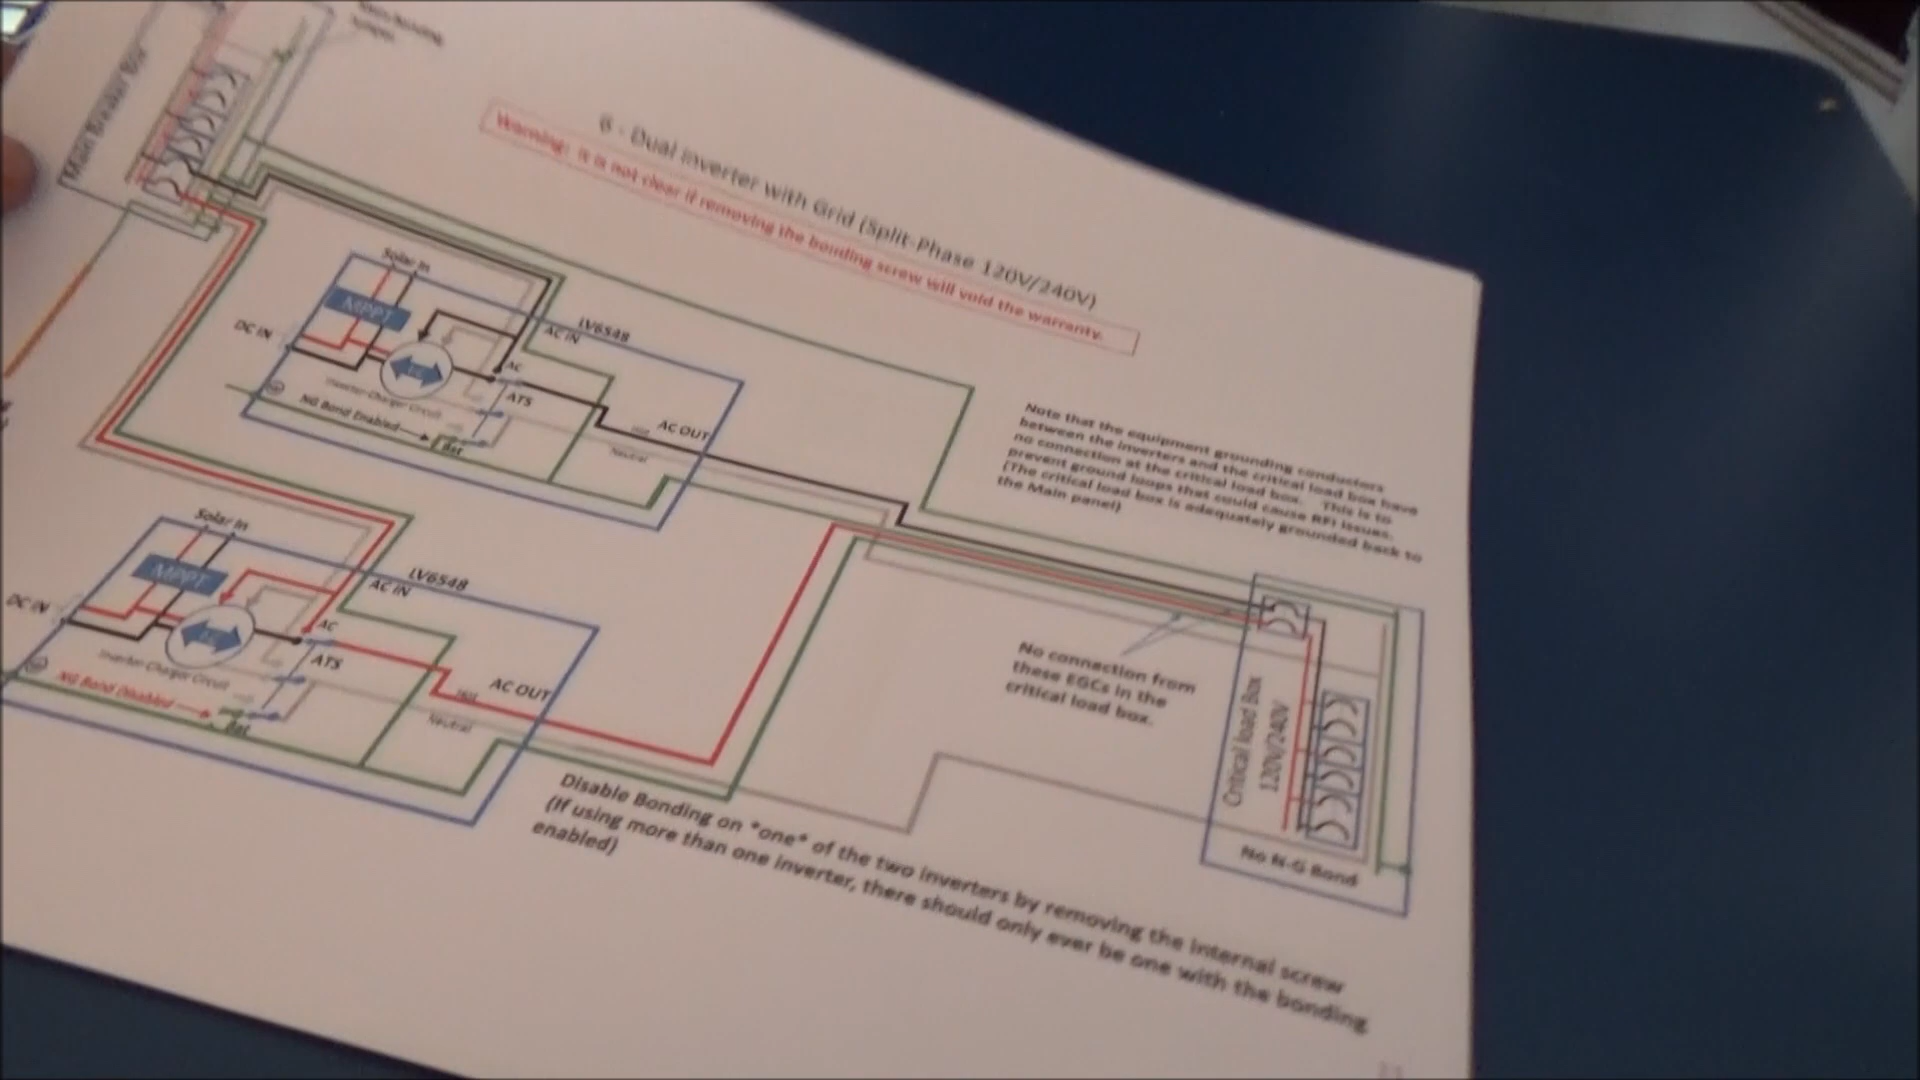 Main Breaker Box
6 - Dual Inverter with Grid (Split-Phase 120V/240V)
Warning: It is not clear if removing the bonding screw will void the warranty.
Solar In
MPPT
DC IN
LV6548
AC IN
AC
ATS
Inverter-Charger Circuit
NG Bond Enabled
Bat
AC OUT
Neutral
Note that the equipment grounding conductors
between the inverters and the critical load box have
no connection at the critical load box. This is to
prevent ground loops that could cause RFI issues.
(The critical load box is adequately grounded back to
the Main panel)
Solar In
MPPT
DC IN
LV6548
AC IN
AC
ATS
Inverter-Charger Circuit
NG Bond Disabled
Bat
AC OUT
Neutral
No connection from
these EGCs in the
critical load box.
Critical load Box
120V/240V
No N-G Bond
Disable Bonding on *one* of the two inverters by removing the internal screw
(If using more than one inverter, there should only ever be one with the bonding
enabled)